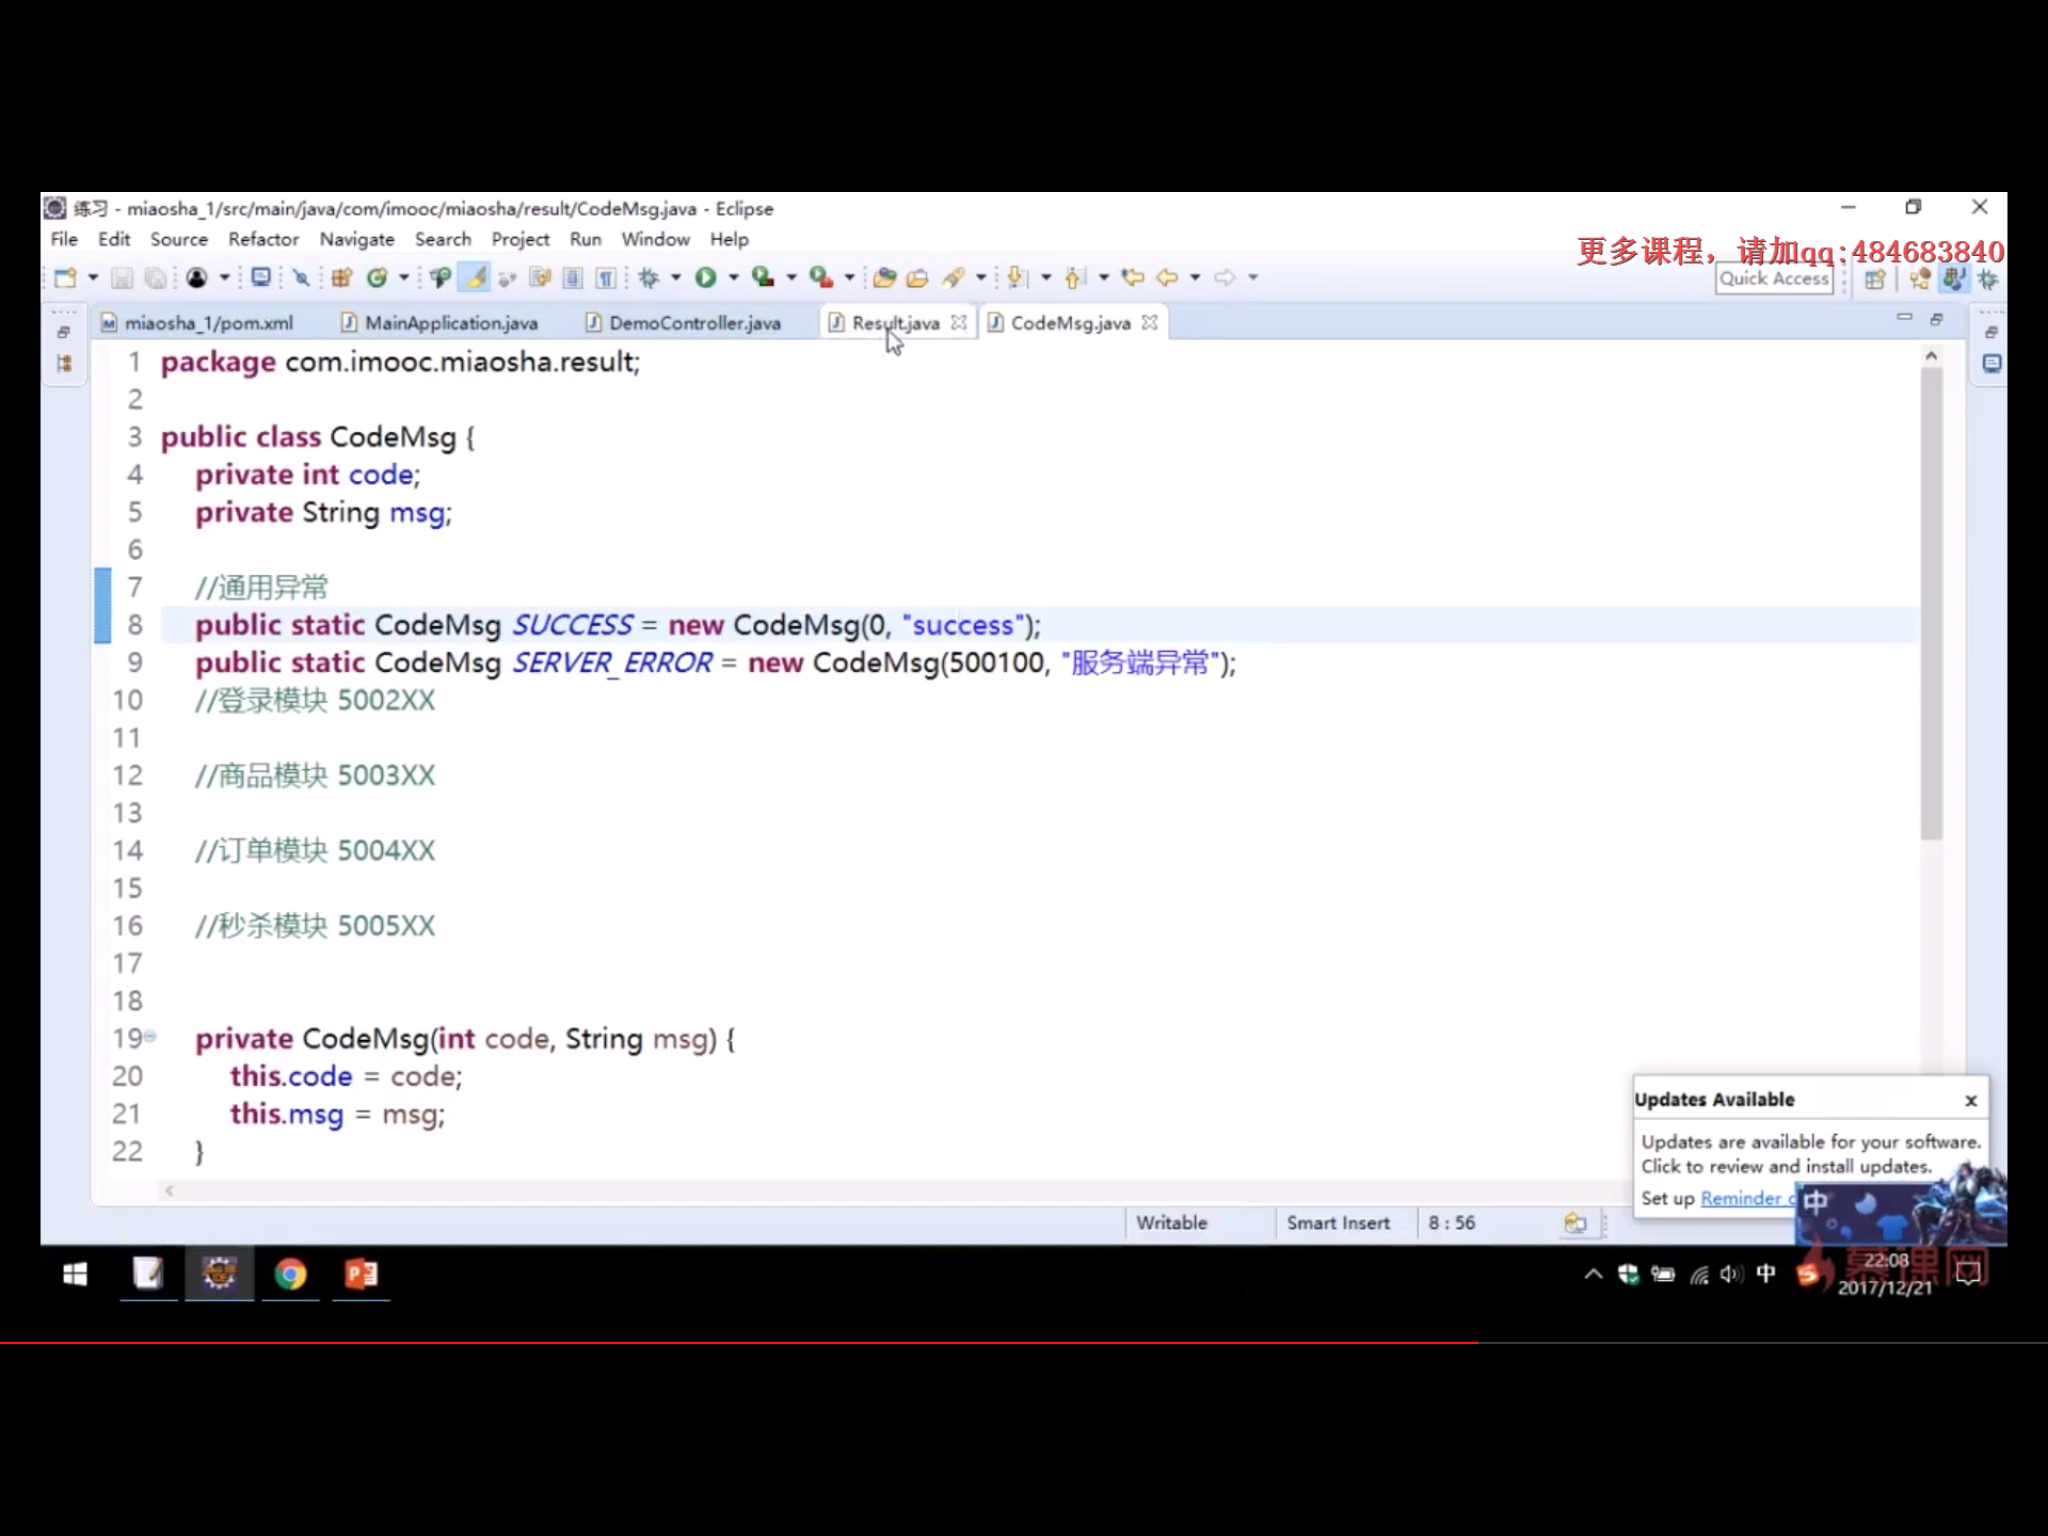 练习 - miaosha_1/src/main/java/com/imooc/miaosha/result/CodeMsg.java - Eclipse
File Edit Source Refactor Navigate Search Project Run Window Help
更多课程，请加qq:484683840
Quick Access
miaosha_1/pom.xml MainApplication.java DemoController.java Result.java CodeMsg.java
1 package com.imooc.miaosha.result;
2
3 public class CodeMsg {
4 private int code;
5 private String msg;
6
7 //通用异常
8 public static CodeMsg SUCCESS = new CodeMsg(0, "success");
9 public static CodeMsg SERVER_ERROR = new CodeMsg(500100, "服务端异常");
10 //登录模块 5002XX
11
12 //商品模块 5003XX
13
14 //订单模块 5004XX
15
16 //秒杀模块 5005XX
17
18
19 private CodeMsg(int code, String msg) {
20 this.code = code;
21 this.msg = msg;
22 }
Updates Available
Updates are available for your software.
Click to review and install updates.
Set up Reminder
中
Writable Smart Insert 8 : 56
中
慕课网
22:08
2017/12/21